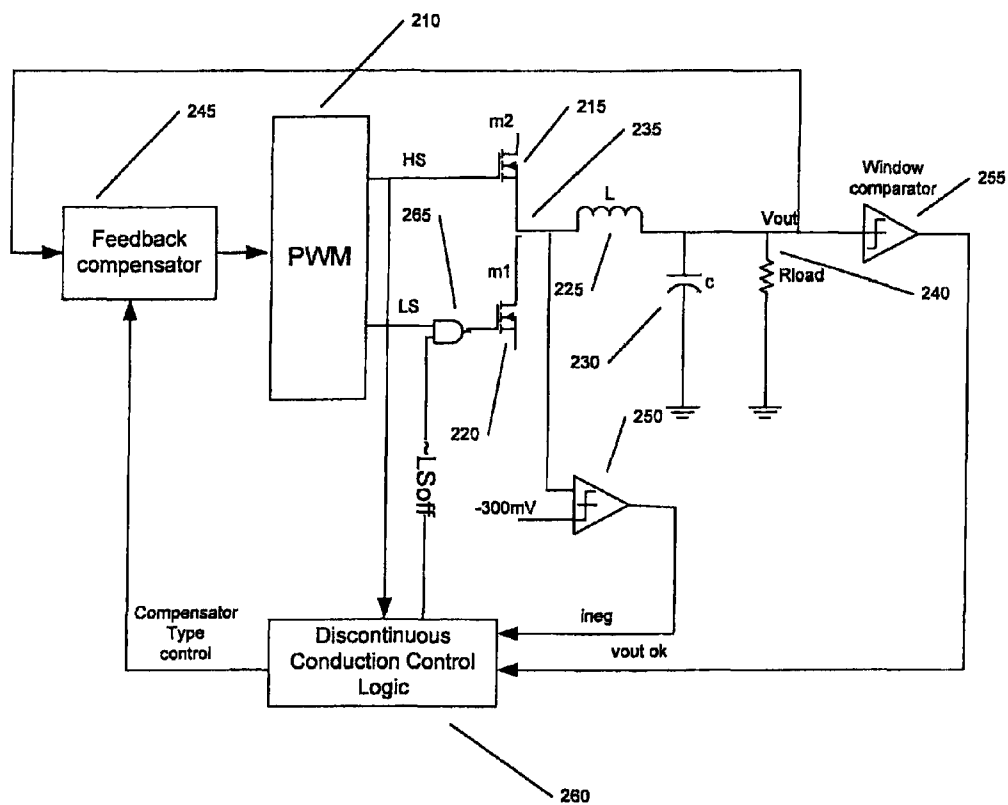 210
245
m2
215
235
HS
265
Window
comparator
255
L
Vout
Feedback
compensator
PWM
m1
LS
225
C
Rload
240
230
220
250
~LSoff
-300mV
Compensator
Type
control
ineg
Discontinuous
Conduction Control
Logic
vout ok
260